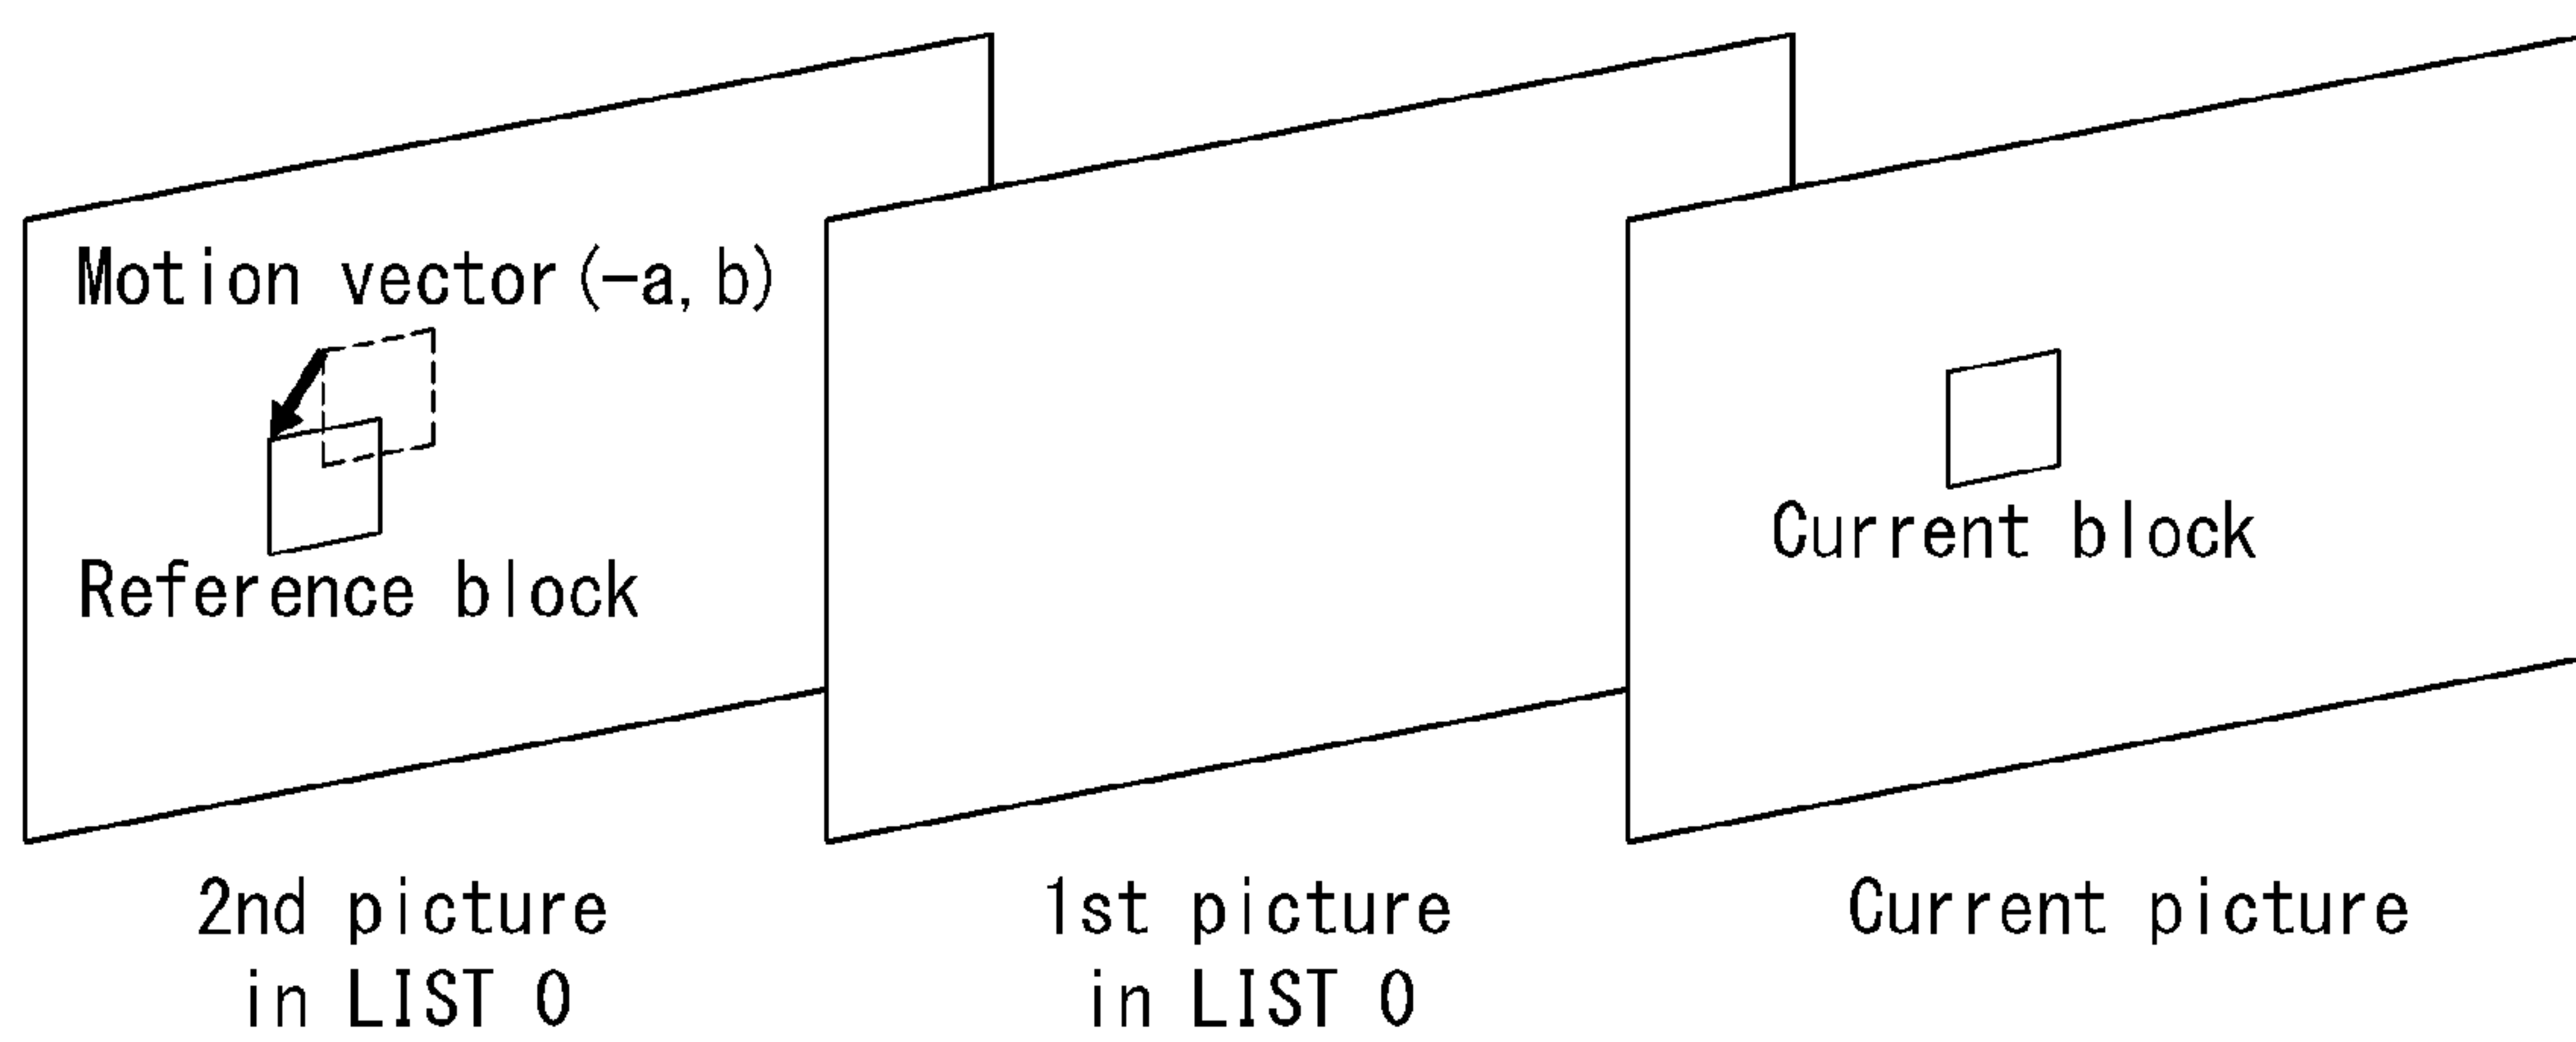 Motion vector(-a,b)
Reference block
Current block
2nd picture
in LIST 0
1st picture
in LIST 0
Current picture